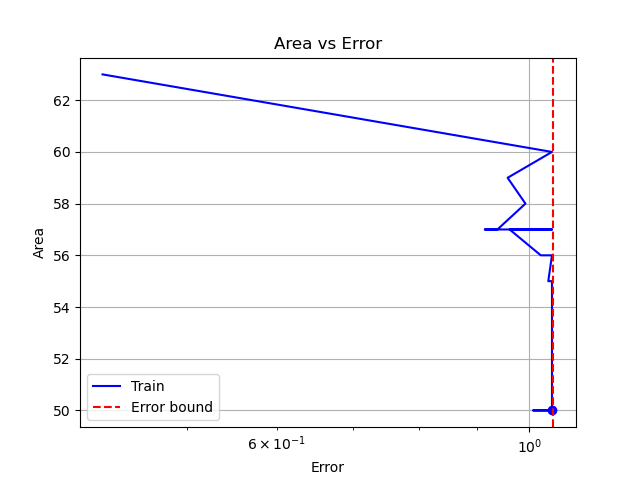 Area vs Error
Area
62
60
58
56
54
52
50
Train
Error bound
6 × 10⁻¹
10⁰
Error